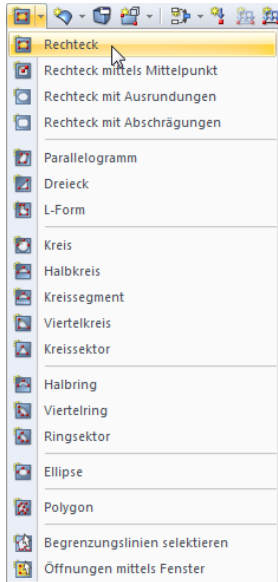 Rechteck
Rechteck mittels Mittelpunkt
Rechteck mit Ausrundungen
Rechteck mit Abschrägungen
Parallelogramm
Dreieck
L-Form
Kreis
Halbkreis
Kreissegment
Viertelkreis
Kreissektor
Halbring
Viertelring
Ringsektor
Ellipse
Polygon
Begrenzungslinien selektieren
Öffnungen mittels Fenster